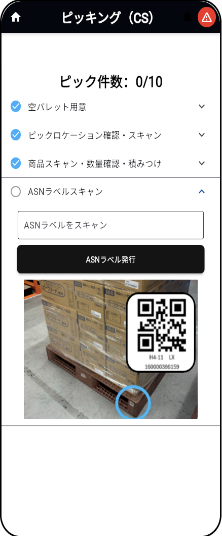 ピッキング（CS）
ピック件数：0/10
空パレット用意
ピックロケーション確認・スキャン
商品スキャン・数量確認・積みつけ
ASNラベルスキャン
ASNラベルをスキャン
ASNラベル発行
H4-11 LX
160000300159